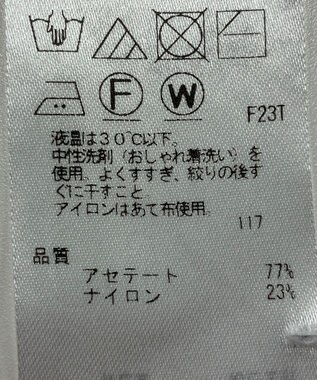 F W
F23T
液温は30℃以下。
中性洗剤（おしゃれ着洗い）を
使用、よくすすぎ、絞りの後す
ぐに干すこと
アイロンはあて布使用。
117
品質
アセテート 77%
ナイロン 23%